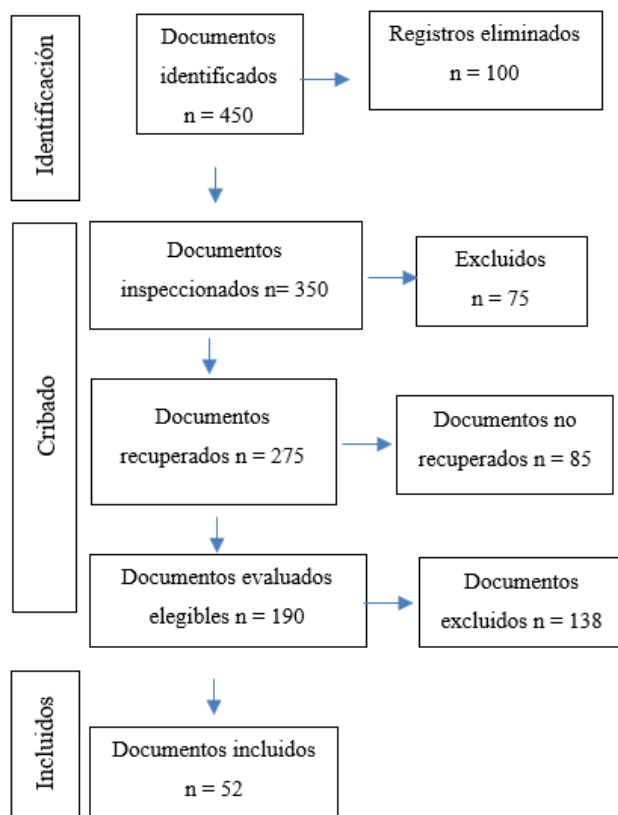 Identificación
Documentos
identificados
n = 450
Registros eliminados
n = 100
Cribado
Documentos
inspeccionados n= 350
Excluidos
n = 75
Documentos
recuperados n = 275
Documentos no
recuperados n = 85
Documentos evaluados
elegibles n = 190
Documentos
excluidos n = 138
Incluidos
Documentos incluidos
n = 52